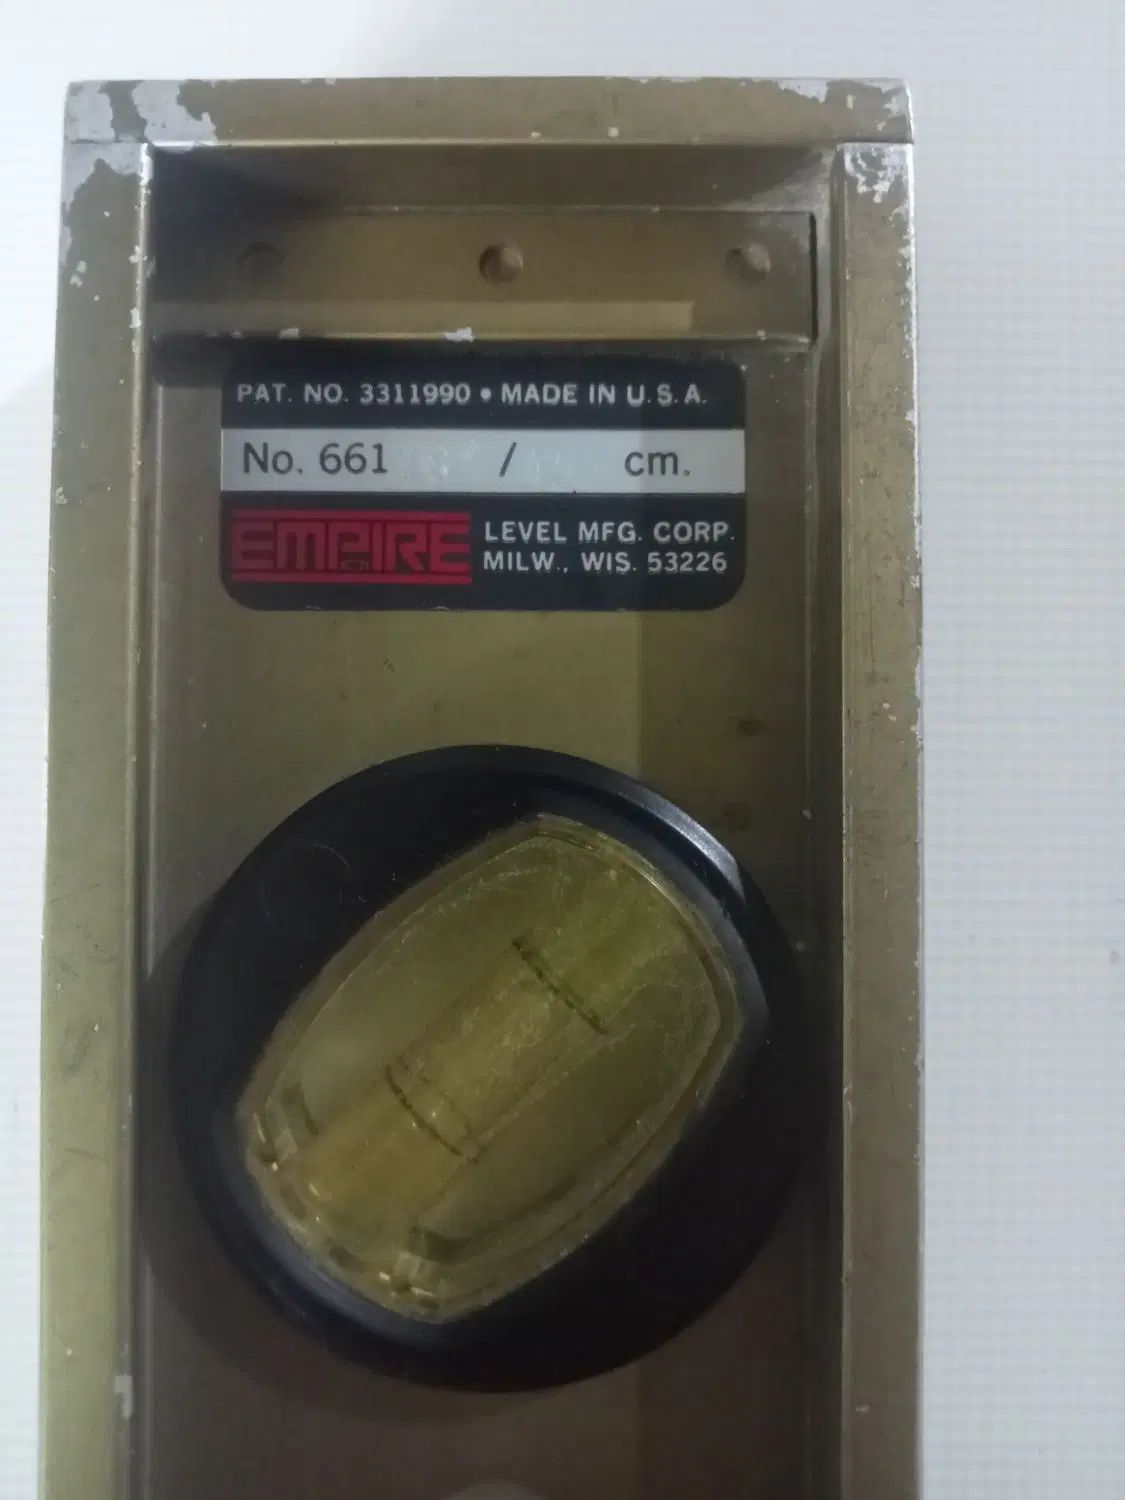 PAT. NO. 3311990 • MADE IN U.S.A.
No. 661 / cm.
EMPIRE
LEVEL MFG. CORP.
MILW., WIS. 53226